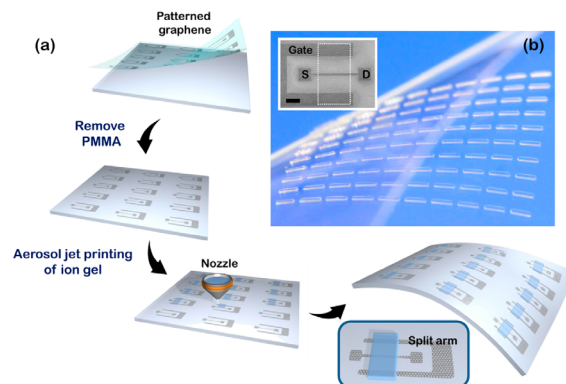 Patterned
graphene
(a)
Remove
PMMA
Aerosol jet printing
of ion gel
Nozzle
Split arm
(b)
Gate
S
D